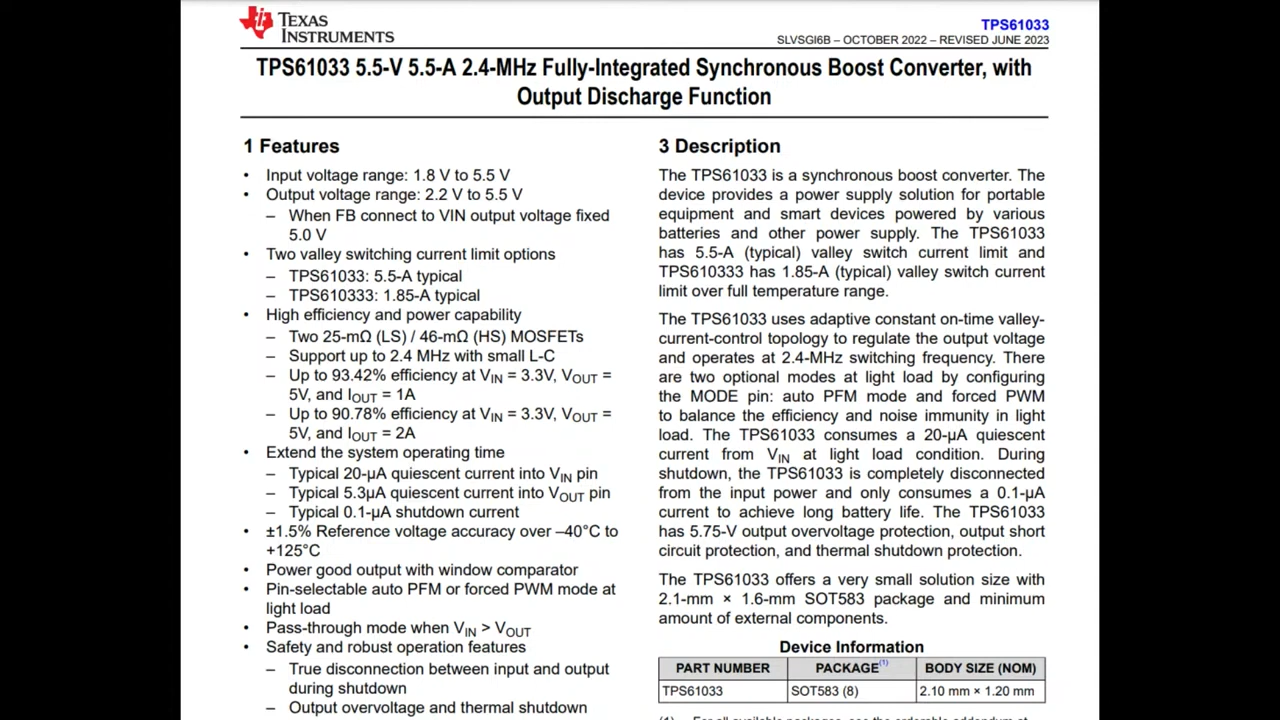 TEXAS
INSTRUMENTS
TPS61033
SLVSGI6B – OCTOBER 2022 – REVISED JUNE 2023
TPS61033 5.5-V 5.5-A 2.4-MHz Fully-Integrated Synchronous Boost Converter, with
Output Discharge Function
1 Features
• Input voltage range: 1.8 V to 5.5 V
• Output voltage range: 2.2 V to 5.5 V
– When FB connect to VIN output voltage fixed
5.0 V
• Two valley switching current limit options
– TPS61033: 5.5-A typical
– TPS610333: 1.85-A typical
• High efficiency and power capability
– Two 25-mΩ (LS) / 46-mΩ (HS) MOSFETs
– Support up to 2.4 MHz with small L-C
– Up to 93.42% efficiency at VIN = 3.3V, VOUT =
5V, and IOUT = 1A
– Up to 90.78% efficiency at VIN = 3.3V, VOUT =
5V, and IOUT = 2A
• Extend the system operating time
– Typical 20-μA quiescent current into VIN pin
– Typical 5.3μA quiescent current into VOUT pin
– Typical 0.1-μA shutdown current
• ±1.5% Reference voltage accuracy over –40°C to
+125°C
• Power good output with window comparator
• Pin-selectable auto PFM or forced PWM mode at
light load
• Pass-through mode when VIN > VOUT
• Safety and robust operation features
– True disconnection between input and output
during shutdown
– Output overvoltage and thermal shutdown
3 Description
The TPS61033 is a synchronous boost converter. The
device provides a power supply solution for portable
equipment and smart devices powered by various
batteries and other power supply. The TPS61033
has 5.5-A (typical) valley switch current limit and
TPS610333 has 1.85-A (typical) valley switch current
limit over full temperature range.
The TPS61033 uses adaptive constant on-time valley-
current-control topology to regulate the output voltage
and operates at 2.4-MHz switching frequency. There
are two optional modes at light load by configuring
the MODE pin: auto PFM mode and forced PWM
to balance the efficiency and noise immunity in light
load. The TPS61033 consumes a 20-μA quiescent
current from VIN at light load condition. During
shutdown, the TPS61033 is completely disconnected
from the input power and only consumes a 0.1-μA
current to achieve long battery life. The TPS61033
has 5.75-V output overvoltage protection, output short
circuit protection, and thermal shutdown protection.
The TPS61033 offers a very small solution size with
2.1-mm × 1.6-mm SOT583 package and minimum
amount of external components.
Device Information
PART NUMBER PACKAGE(1) BODY SIZE (NOM)
TPS61033 SOT583 (8) 2.10 mm × 1.20 mm